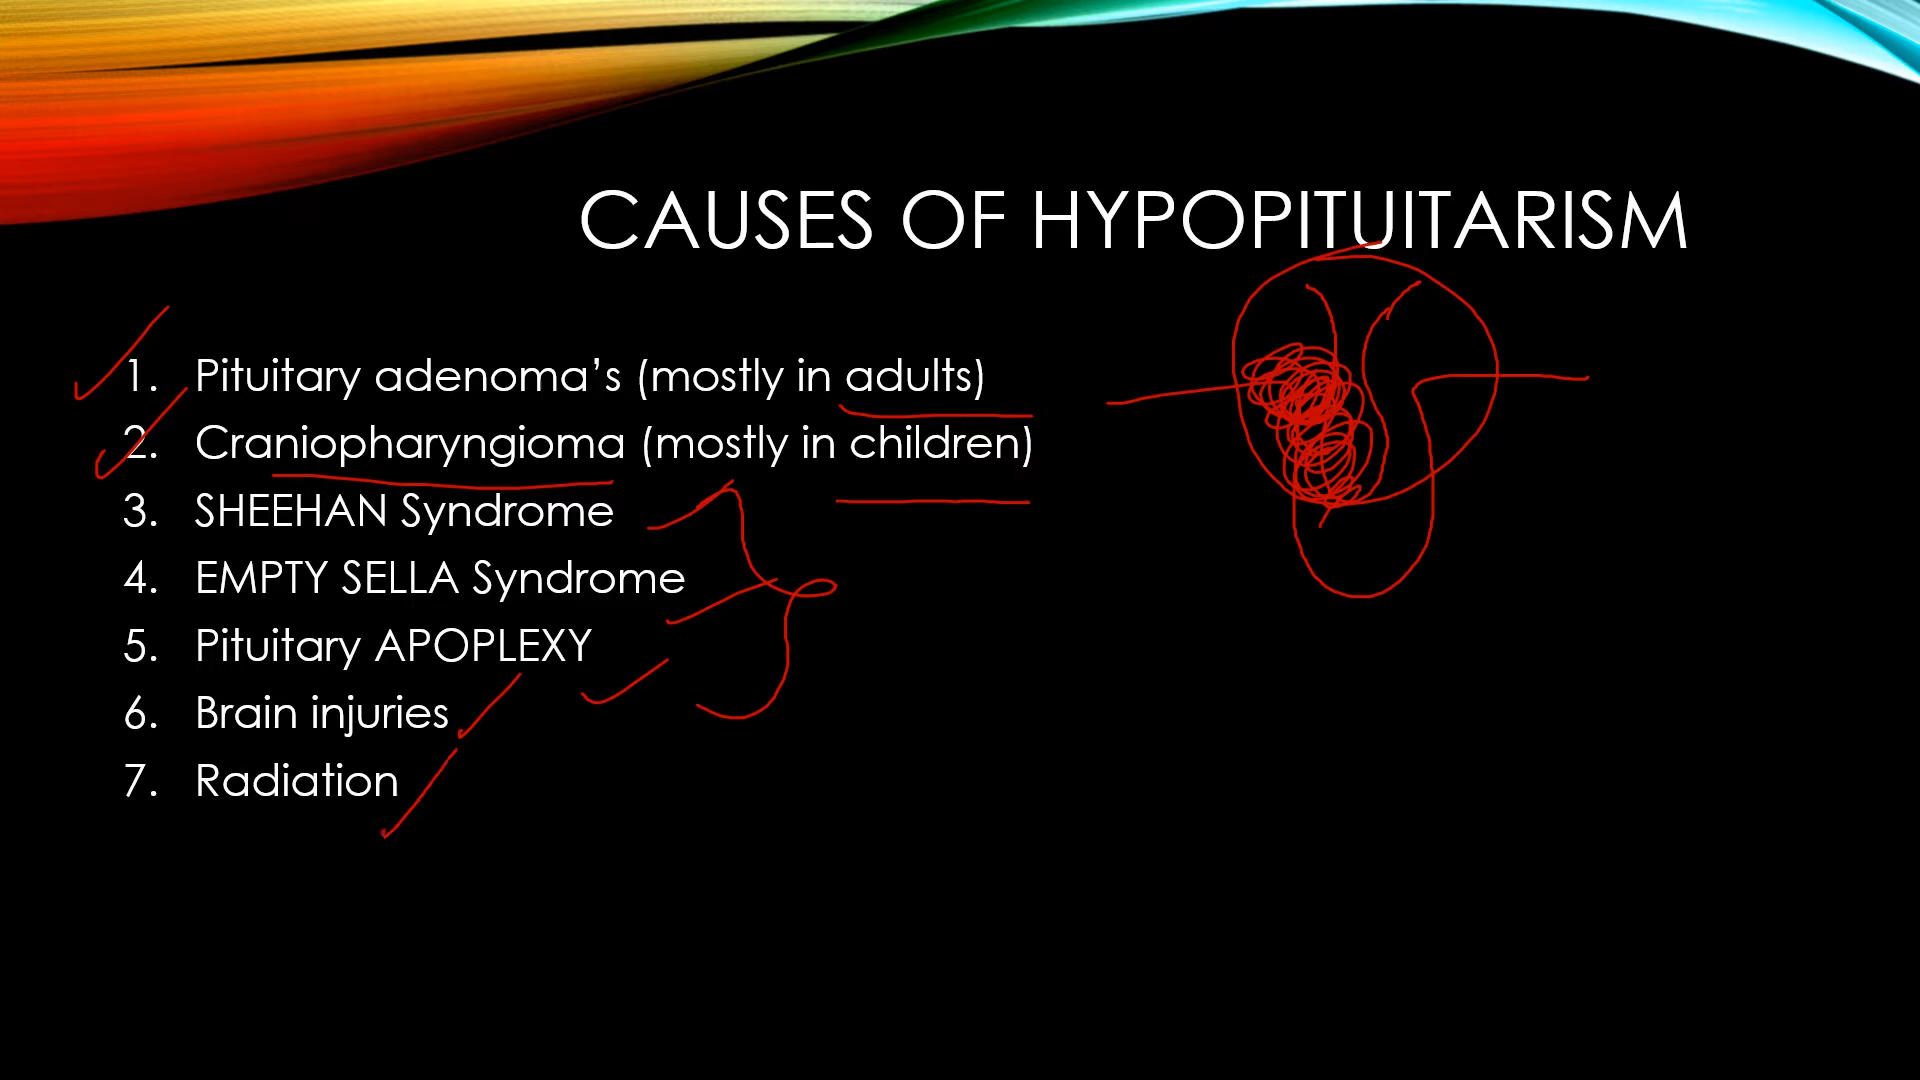 CAUSES OF HYPOPITUITARISM
1. Pituitary adenoma’s (mostly in adults)
2. Craniopharyngioma (mostly in children)
3. SHEEHAN Syndrome
4. EMPTY SELLA Syndrome
5. Pituitary APOPLEXY
6. Brain injuries
7. Radiation